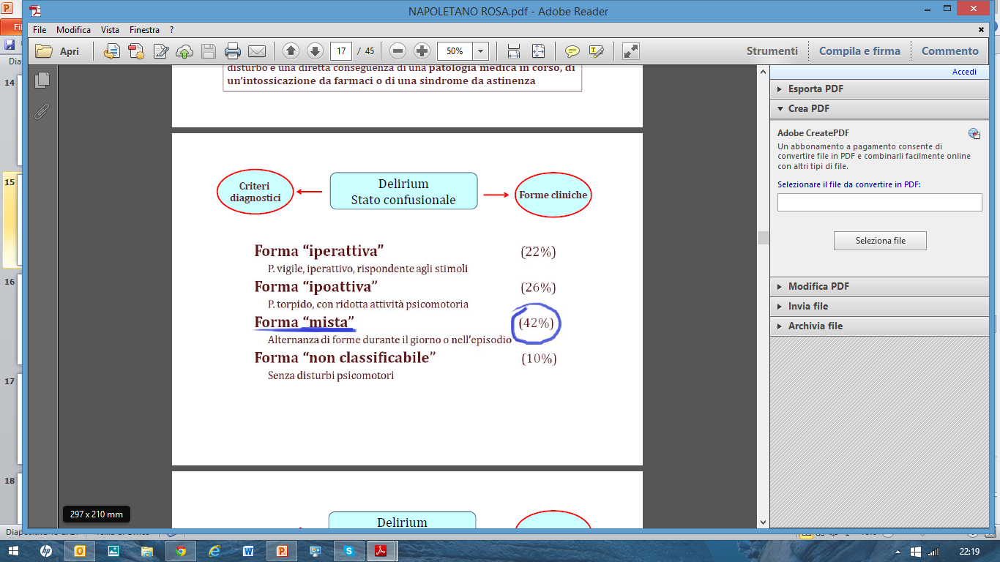 NAPOLETANO ROSA.pdf - Adobe Reader
File Modifica Vista Finestra ?
Apri 17 / 45 50% Strumenti Compila e firma Commento
Accedi
14
15
16
17
18
disturbo è una diretta conseguenza di una patologia medica in corso, di
un'intossicazione da farmaci o di una sindrome da astinenza
Criteri
diagnostici
Delirium
Stato confusionale
Forme cliniche
Forma “iperattiva” (22%)
P. vigile, iperattivo, rispondente agli stimoli
Forma “ipoattiva” (26%)
P. torpido, con ridotta attività psicomotoria
Forma “mista” (42%)
Alternanza di forme durante il giorno o nell'episodio
Forma “non classificabile” (10%)
Senza disturbi psicomotori
Delirium
297 x 210 mm
Esporta PDF
Crea PDF
Adobe CreatePDF
Un abbonamento a pagamento consente di
convertire file in PDF e combinarli facilmente online
con altri tipi di file.
Selezionare il file da convertire in PDF:
Seleziona file
Modifica PDF
Invia file
Archivia file
22:19